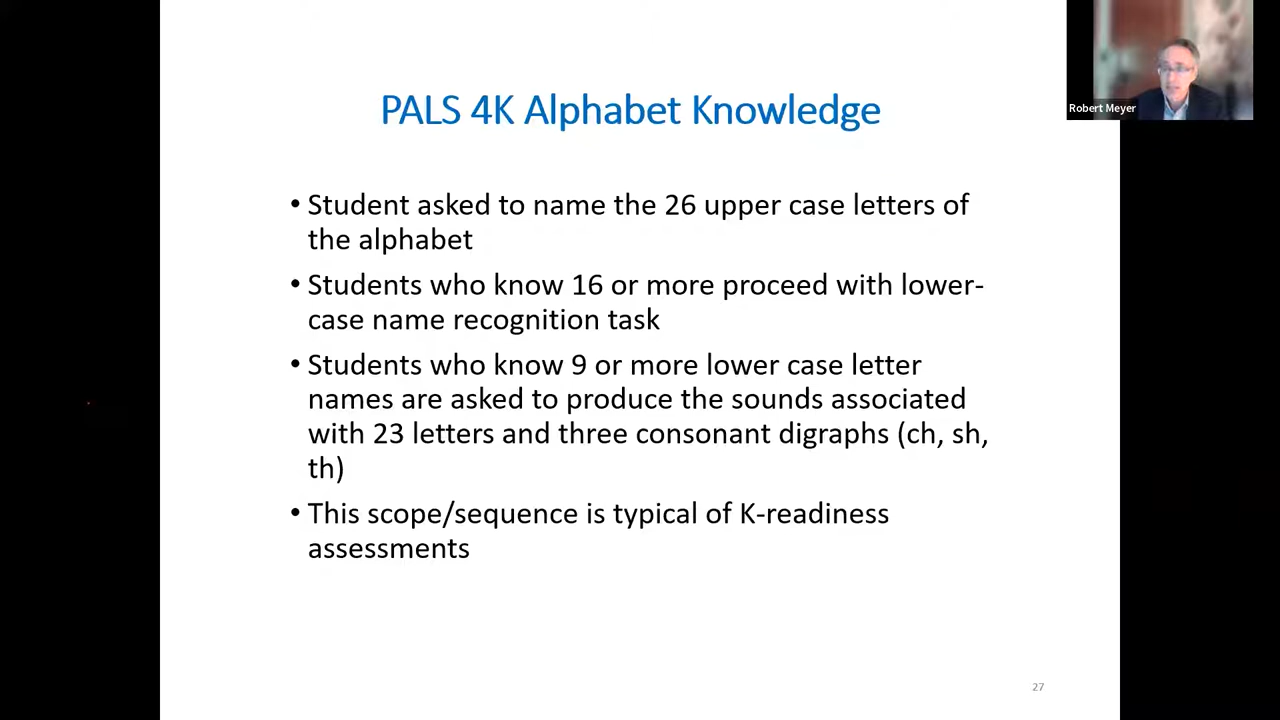 PALS 4K Alphabet Knowledge
Robert Meyer
• Student asked to name the 26 upper case letters of
the alphabet
• Students who know 16 or more proceed with lower-
case name recognition task
• Students who know 9 or more lower case letter
names are asked to produce the sounds associated
with 23 letters and three consonant digraphs (ch, sh,
th)
• This scope/sequence is typical of K-readiness
assessments
27